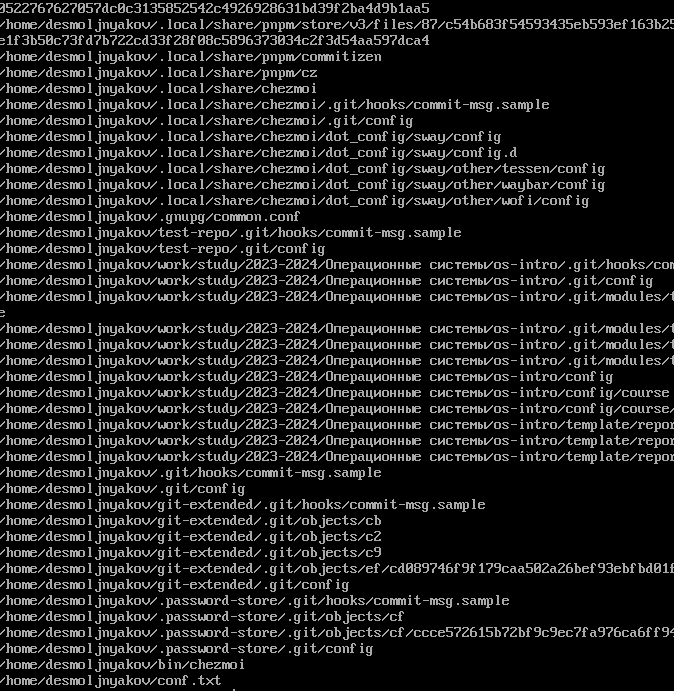 0522767627057dc0c3135852542c4926928631bd39f2ba4d9b1aa5
/home/desmoljnyakov/.local/share/pnpm/store/v3/files/87/c54b683f54593435eb593ef163b25
e1f3b50c73fd7b722cd33f28f08c5896373034c2f3d54aa597dca4
/home/desmoljnyakov/.local/share/pnpm/commitizen
/home/desmoljnyakov/.local/share/pnpm/cz
/home/desmoljnyakov/.local/share/chezmoi
/home/desmoljnyakov/.local/share/chezmoi/.git/hooks/commit-msg.sample
/home/desmoljnyakov/.local/share/chezmoi/.git/config
/home/desmoljnyakov/.local/share/chezmoi/dot_config/sway/config
/home/desmoljnyakov/.local/share/chezmoi/dot_config/sway/config.d
/home/desmoljnyakov/.local/share/chezmoi/dot_config/sway/other/tessen/config
/home/desmoljnyakov/.local/share/chezmoi/dot_config/sway/other/waybar/config
/home/desmoljnyakov/.local/share/chezmoi/dot_config/sway/other/wofi/config
/home/desmoljnyakov/.gnupg/common.conf
/home/desmoljnyakov/test-repo/.git/hooks/commit-msg.sample
/home/desmoljnyakov/test-repo/.git/config
/home/desmoljnyakov/work/study/2023-2024/Операционные системы/os-intro/.git/hooks/com
/home/desmoljnyakov/work/study/2023-2024/Операционные системы/os-intro/.git/config
/home/desmoljnyakov/work/study/2023-2024/Операционные системы/os-intro/.git/modules/t
e
/home/desmoljnyakov/work/study/2023-2024/Операционные системы/os-intro/.git/modules/t
/home/desmoljnyakov/work/study/2023-2024/Операционные системы/os-intro/.git/modules/t
/home/desmoljnyakov/work/study/2023-2024/Операционные системы/os-intro/.git/modules/t
/home/desmoljnyakov/work/study/2023-2024/Операционные системы/os-intro/config
/home/desmoljnyakov/work/study/2023-2024/Операционные системы/os-intro/config/course
/home/desmoljnyakov/work/study/2023-2024/Операционные системы/os-intro/config/course/
/home/desmoljnyakov/work/study/2023-2024/Операционные системы/os-intro/template/repor
/home/desmoljnyakov/work/study/2023-2024/Операционные системы/os-intro/template/repor
/home/desmoljnyakov/work/study/2023-2024/Операционные системы/os-intro/template/repor
/home/desmoljnyakov/.git/hooks/commit-msg.sample
/home/desmoljnyakov/.git/config
/home/desmoljnyakov/git-extended/.git/hooks/commit-msg.sample
/home/desmoljnyakov/git-extended/.git/objects/cb
/home/desmoljnyakov/git-extended/.git/objects/c2
/home/desmoljnyakov/git-extended/.git/objects/c9
/home/desmoljnyakov/git-extended/.git/objects/ef/cd089746f9f179caa502a26bef93ebfbd01f
/home/desmoljnyakov/git-extended/.git/config
/home/desmoljnyakov/.password-store/.git/hooks/commit-msg.sample
/home/desmoljnyakov/.password-store/.git/objects/cf
/home/desmoljnyakov/.password-store/.git/objects/cf/ccce572615b72bf9c9ec7fa976ca6ff94
/home/desmoljnyakov/.password-store/.git/config
/home/desmoljnyakov/bin/chezmoi
/home/desmoljnyakov/conf.txt